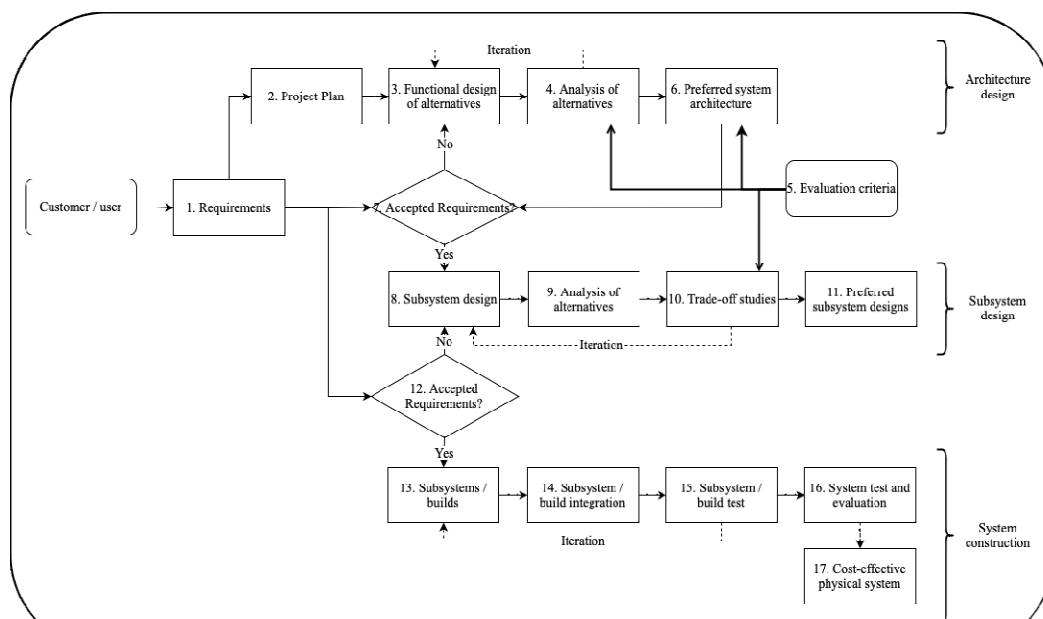 Iteration
2. Project Plan
3. Functional design
of alternatives
4. Analysis of
alternatives
6. Preferred system
architecture
Architecture
design
No
5. Evaluation criteria
Customer / user
1. Requirements
7. Accepted Requirements?
Yes
8. Subsystem design
9. Analysis of
alternatives
10. Trade-off studies
11. Preferred
subsystem designs
Subsystem
design
No
Iteration
12. Accepted
Requirements?
Yes
13. Subsystems /
builds
14. Subsystem /
build integration
15. Subsystem /
build test
16. System test and
evaluation
Iteration
System
construction
17. Cost-effective
physical system